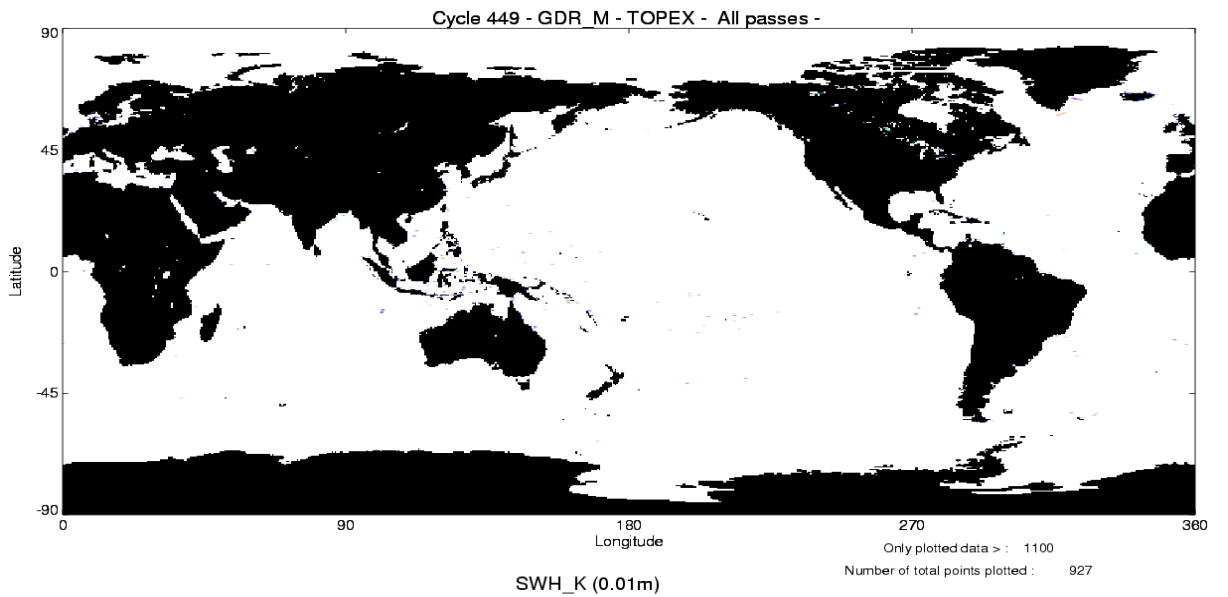 Cycle 449 - GDR_M - TOPEX - All passes -
90
45
0
-45
-90
Latitude
0 90 180 270 360
Longitude
Only plotted data > : 1100
Number of total points plotted : 927
SWH_K (0.01m)